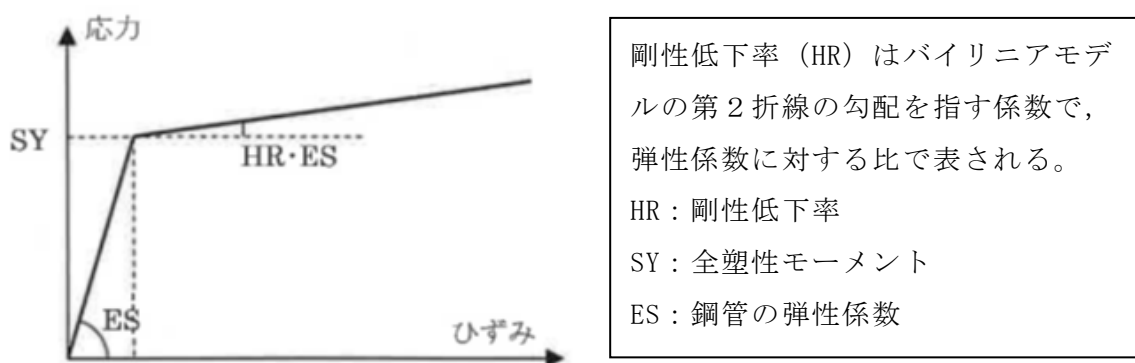 応力
SY
HR·ES
ES
ひずみ
剛性低下率（HR）はバイリニアモデ
ルの第２折線の勾配を指す係数で，
弾性係数に対する比で表される。
HR：剛性低下率
SY：全塑性モーメント
ES：鋼管の弾性係数